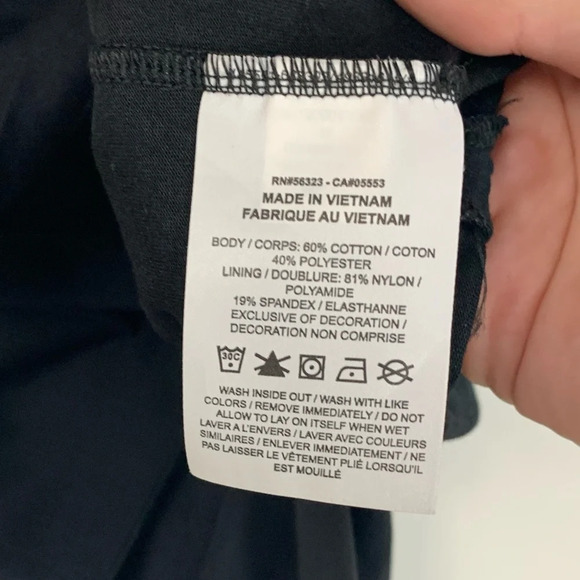 RN#56323 - CA#05553
MADE IN VIETNAM
FABRIQUE AU VIETNAM
BODY / CORPS: 60% COTTON / COTON
40% POLYESTER
LINING / DOUBLURE: 81% NYLON /
POLYAMIDE
19% SPANDEX / ELASTHANNE
EXCLUSIVE OF DECORATION /
DECORATION NON COMPRISE
30C
WASH INSIDE OUT / WASH WITH LIKE
COLORS / REMOVE IMMEDIATELY / DO NOT
ALLOW TO LAY ON ITSELF WHEN WET
LAVER A L'ENVERS / LAVER AVEC COULEURS
SIMILAIRES / ENLEVER IMMEDIATEMENT / NE
PAS LAISSER LE VÊTEMENT PLIÉ LORSQU'IL
EST MOUILLÉ